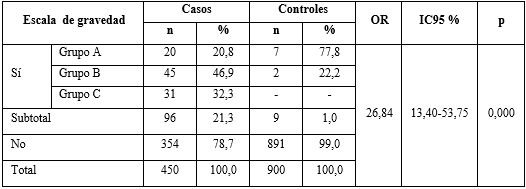 Escala de gravedad Casos Controles OR IC95 % p
n % n %
Sí Grupo A 20 20,8 7 77,8
Grupo B 45 46,9 2 22,2
Grupo C 31 32,3 - -
Subtotal 96 21,3 9 1,0 26,84 13,40-53,75 0,000
No 354 78,7 891 99,0
Total 450 100,0 900 100,0